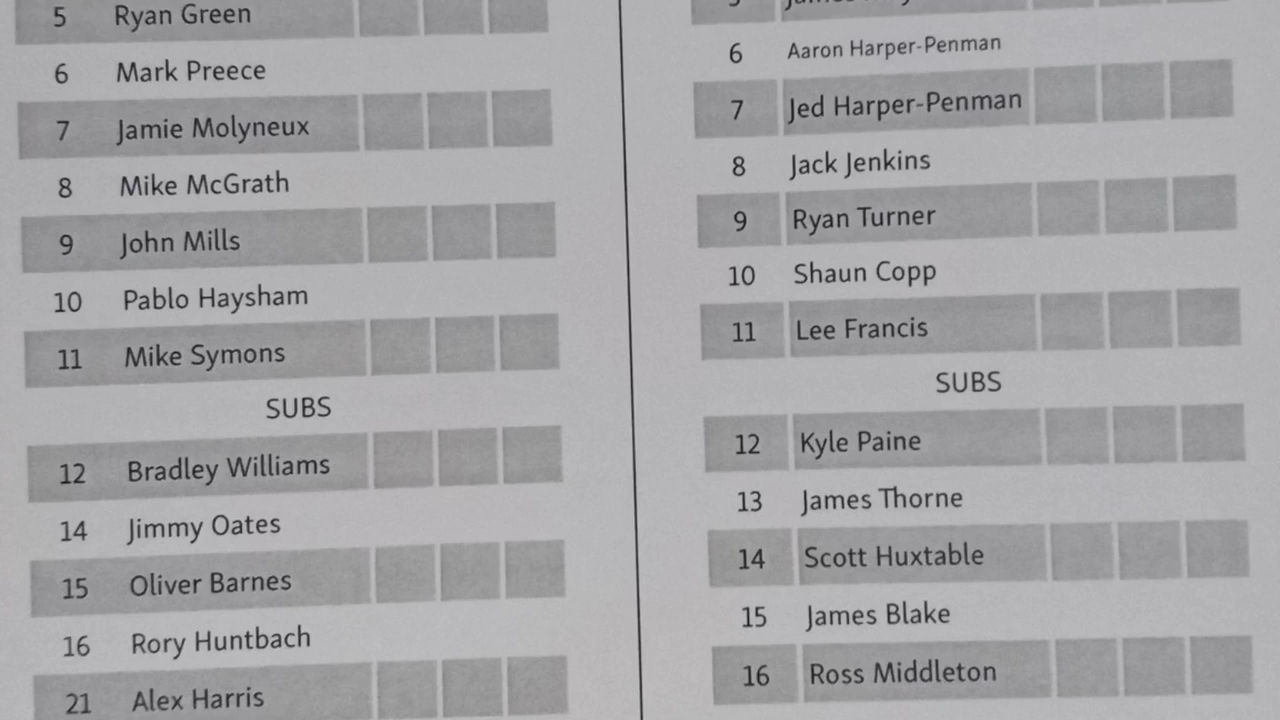 5 Ryan Green
6 Mark Preece
7 Jamie Molyneux
8 Mike McGrath
9 John Mills
10 Pablo Haysham
11 Mike Symons
SUBS
12 Bradley Williams
14 Jimmy Oates
15 Oliver Barnes
16 Rory Huntbach
21 Alex Harris
6 Aaron Harper-Penman
7 Jed Harper-Penman
8 Jack Jenkins
9 Ryan Turner
10 Shaun Copp
11 Lee Francis
SUBS
12 Kyle Paine
13 James Thorne
14 Scott Huxtable
15 James Blake
16 Ross Middleton